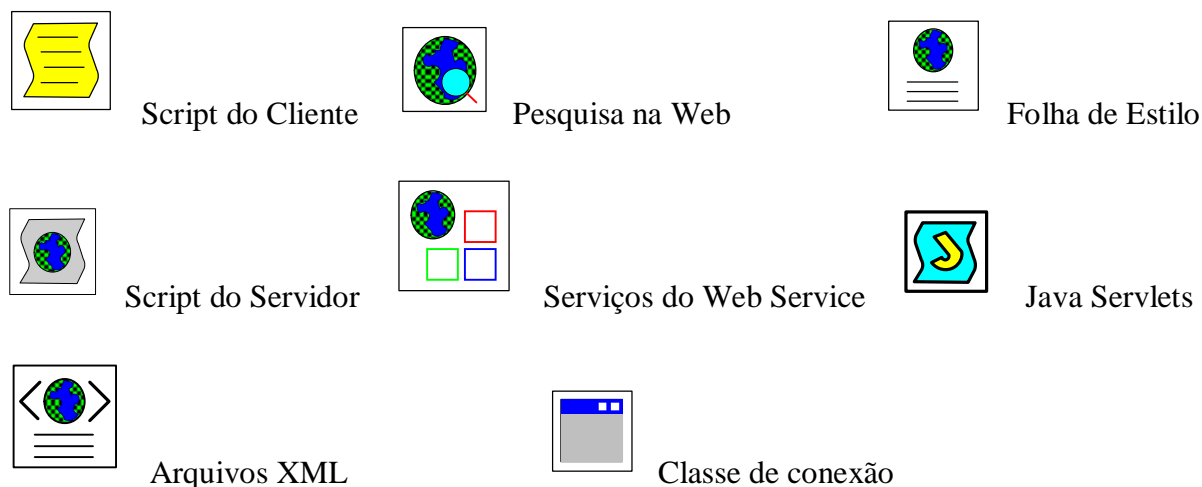 Script do Cliente
Pesquisa na Web
Folha de Estilo
Script do Servidor
Serviços do Web Service
Java Servlets
Arquivos XML
Classe de conexão